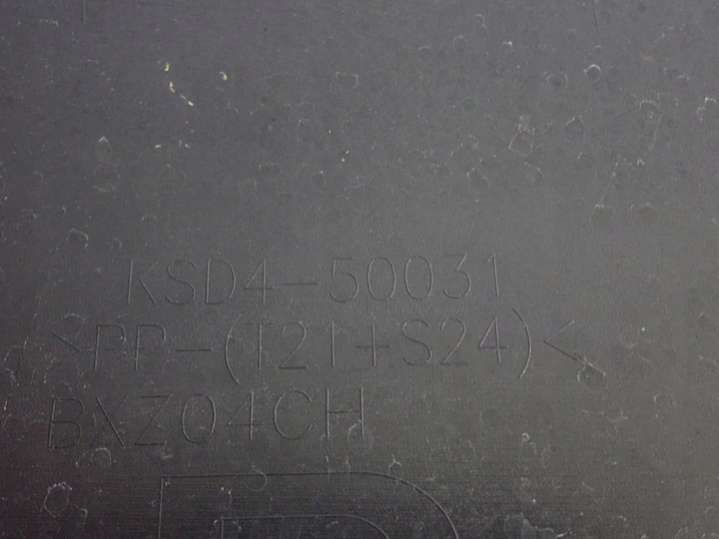 KSD4-50031
>PP-(T21+S24)<
BXZ04CH